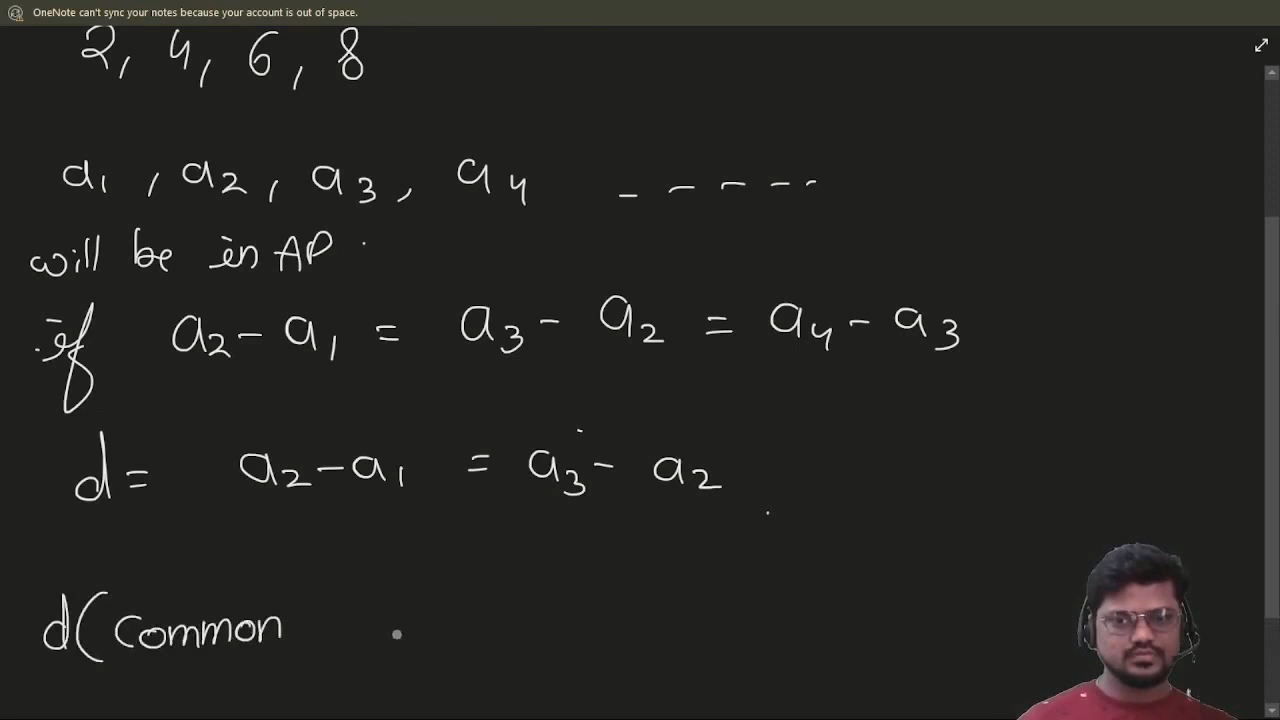 OneNote can't sync your notes because your account is out of space.
2, 4, 6, 8
a1, a2, a3, a4 -----
will be in AP.
if a2 - a1 = a3 - a2 = a4 - a3
d = a2 - a1 = a3 - a2
d(common